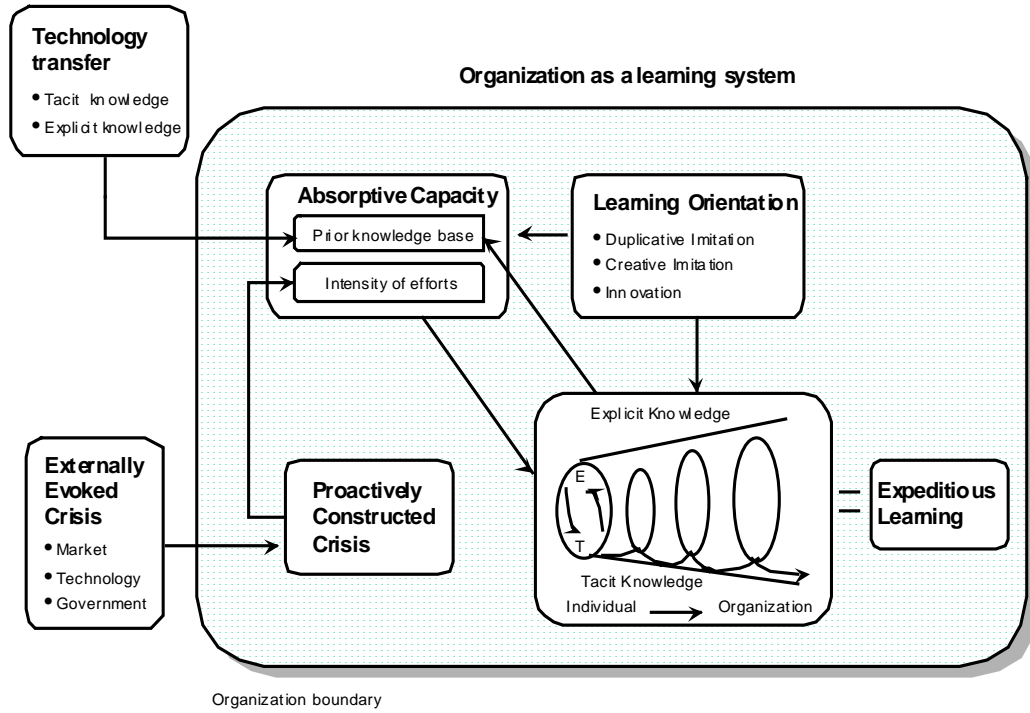 Technology
transfer
• Tacit knowledge
• Explicit knowledge
Organization as a learning system
Absorptive Capacity
Prior knowledge base
Intensity of efforts
Learning Orientation
• Duplicative Imitation
• Creative Imitation
• Innovation
Externally
Evoked
Crisis
• Market
• Technology
• Government
Proactively
Constructed
Crisis
Explicit Knowledge
E
T
Tacit Knowledge
Individual
Organization
Expeditious
Learning
Organization boundary